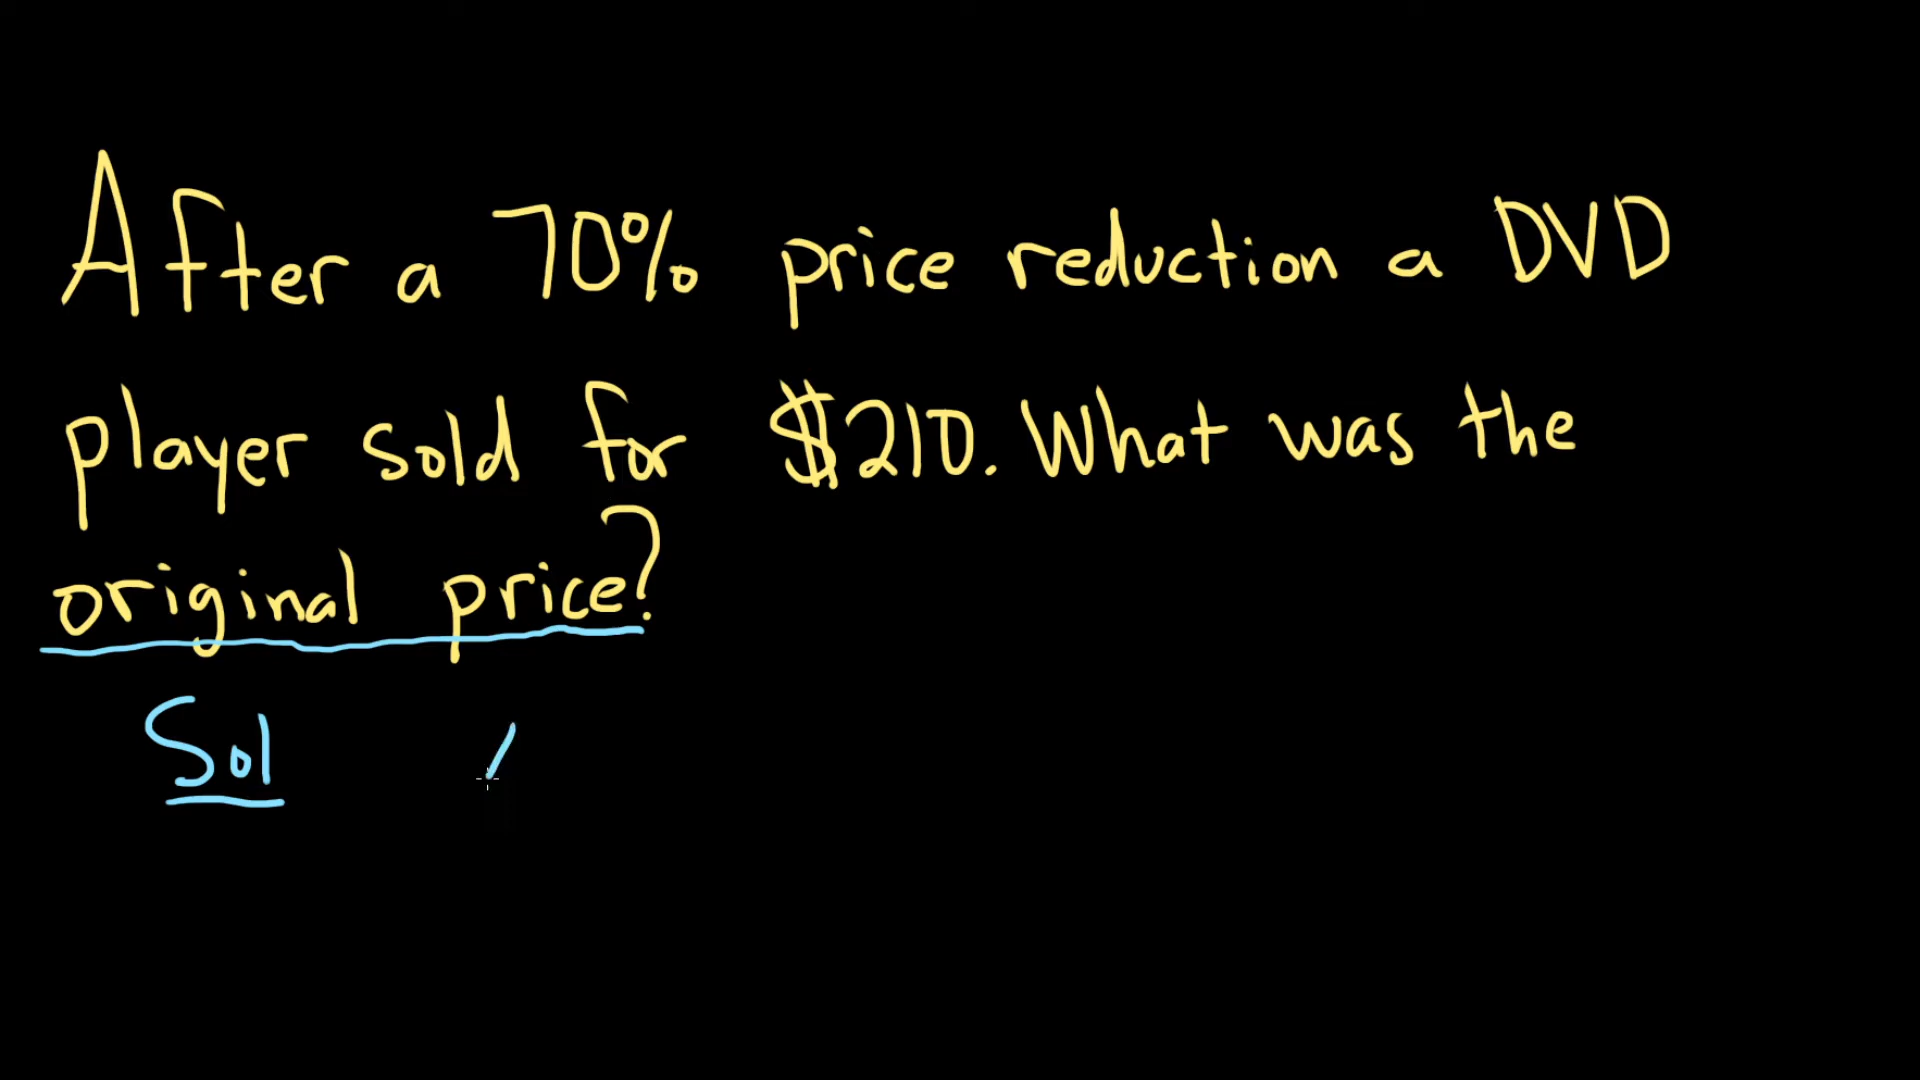 After a 70% price reduction a DVD
player sold for $210. What was the
original price?
Sol